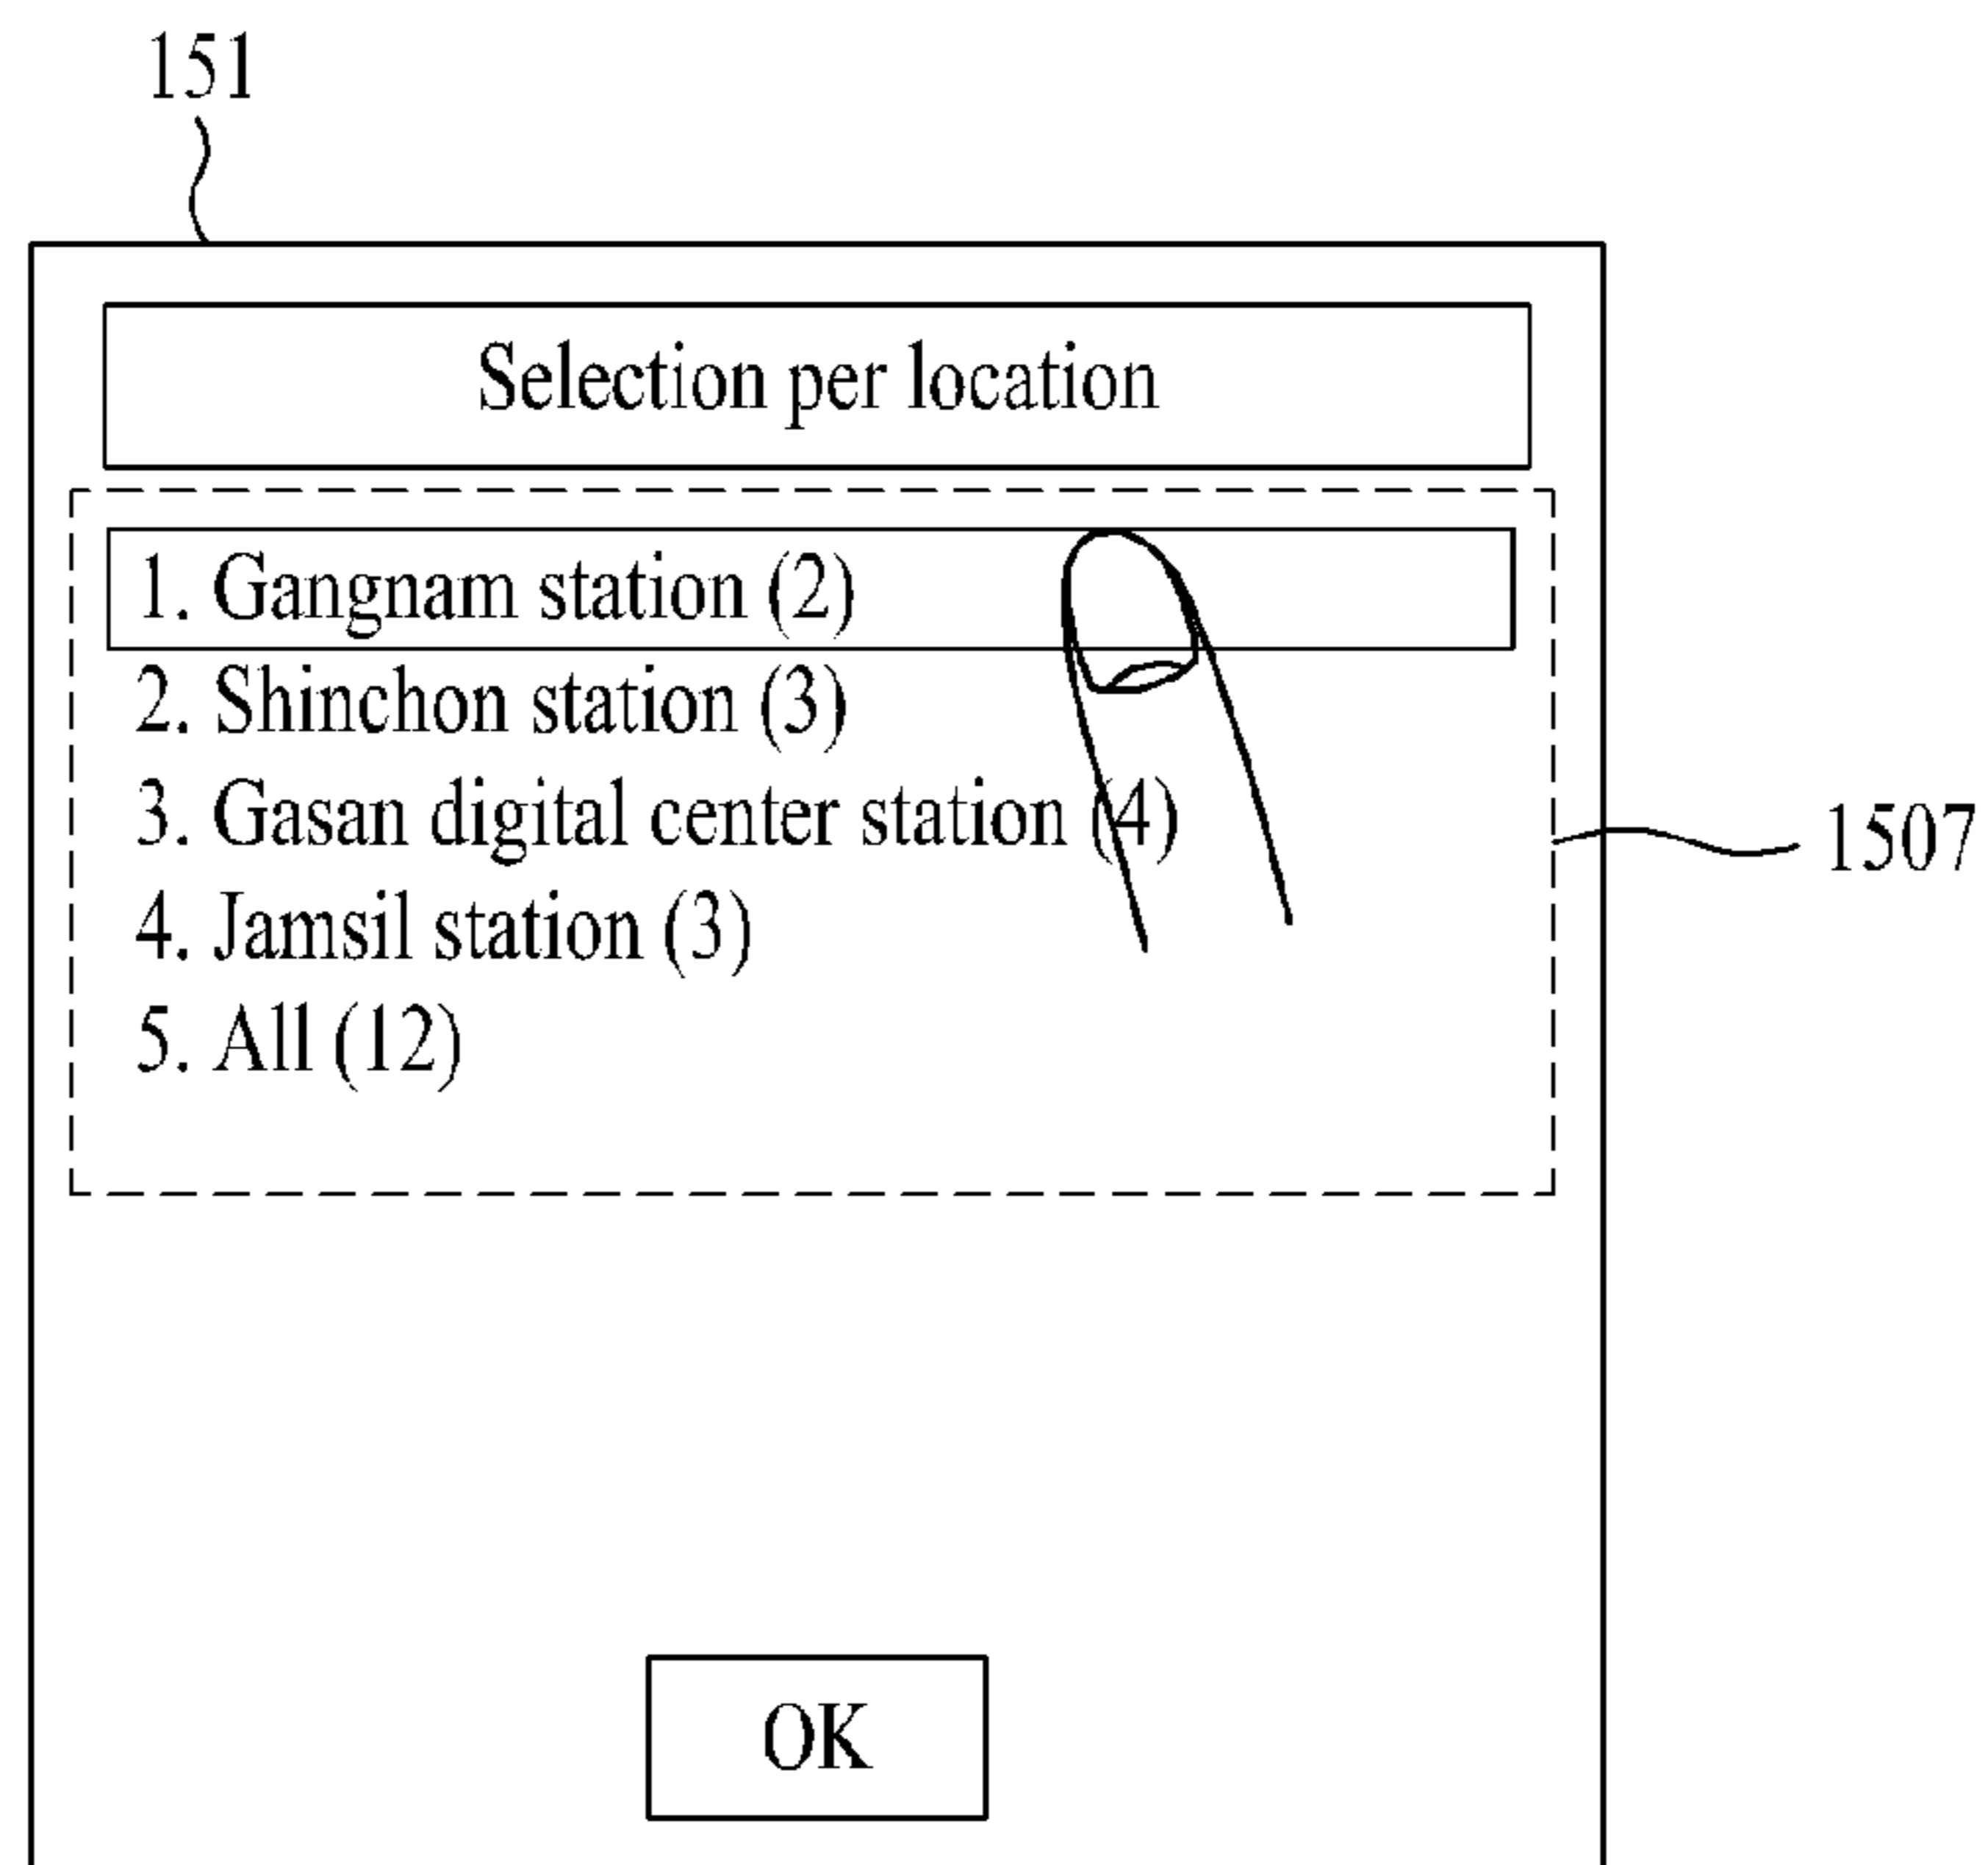 151
Selection per location
1. Gangnam station (2)
2. Shinchon station (3)
3. Gasan digital center station (4)
1507
4. Jamsil station (3)
5. All (12)
OK